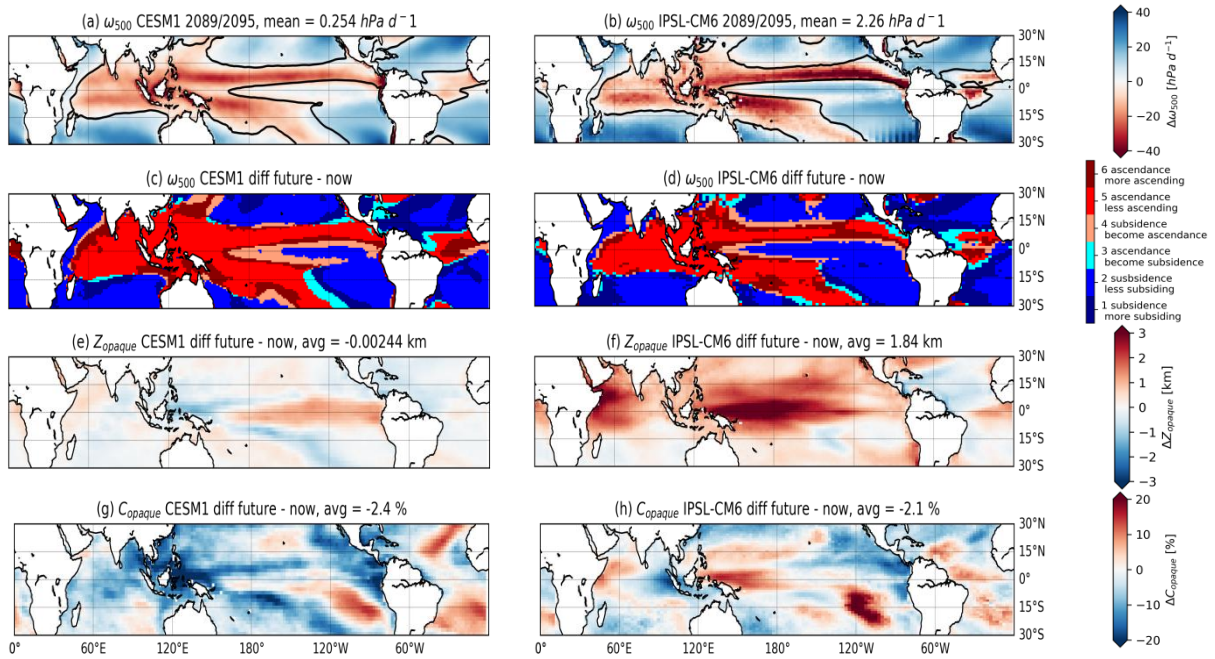 (a) ω500 CESM1 2089/2095, mean = 0.254 hPa d−1
(b) ω500 IPSL-CM6 2089/2095, mean = 2.26 hPa d−1
30°N
15°N
0°
15°S
30°S
40
20
0
−20
−40
Δω500 [hPa d−1]
(c) ω500 CESM1 diff future - now
(d) ω500 IPSL-CM6 diff future - now
30°N
15°N
0°
15°S
30°S
6 ascendance
more ascending
5 ascendance
less ascending
4 subsidence
become ascendance
3 ascendance
become subsidence
2 susbsidence
less subsiding
1 subsidence
more subsiding
(e) Zopaque CESM1 diff future - now, avg = -0.00244 km
(f) Zopaque IPSL-CM6 diff future - now, avg = 1.84 km
30°N
15°N
0°
15°S
30°S
3
2
1
0
−1
−2
−3
ΔZopaque [km]
(g) Copaque CESM1 diff future - now, avg = -2.4 %
(h) Copaque IPSL-CM6 diff future - now, avg = -2.1 %
30°N
15°N
0°
15°S
30°S
20
10
0
−10
−20
ΔCopaque [%]
0° 60°E 120°E 180° 120°W 60°W
0° 60°E 120°E 180° 120°W 60°W